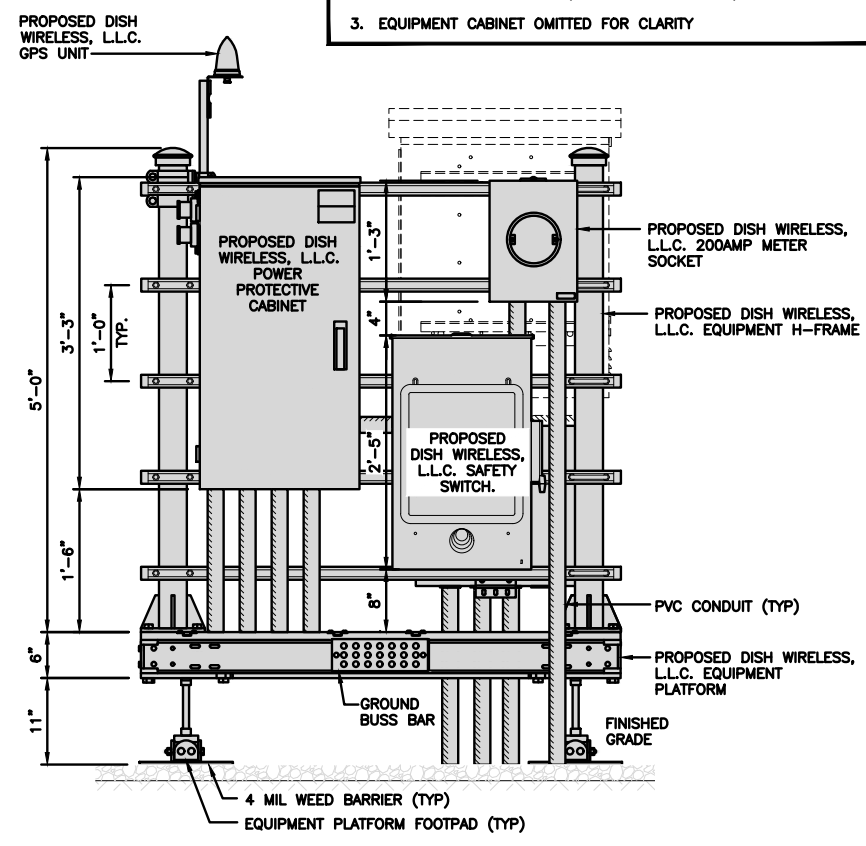 3. EQUIPMENT CABINET OMITTED FOR CLARITY
PROPOSED DISH
WIRELESS, L.L.C.
GPS UNIT
PROPOSED DISH
WIRELESS, L.L.C.
POWER
PROTECTIVE
CABINET
PROPOSED DISH WIRELESS,
L.L.C. 200AMP METER
SOCKET
PROPOSED DISH WIRELESS,
L.L.C. EQUIPMENT H-FRAME
PROPOSED
DISH WIRELESS,
L.L.C. SAFETY
SWITCH.
5'-0"
3'-3"
1'-0"
TYP.
1'-3"
4"
2'-5"
1'-6"
8"
6"
11"
PVC CONDUIT (TYP)
PROPOSED DISH WIRELESS,
L.L.C. EQUIPMENT
PLATFORM
GROUND
BUSS BAR
FINISHED
GRADE
4 MIL WEED BARRIER (TYP)
EQUIPMENT PLATFORM FOOTPAD (TYP)